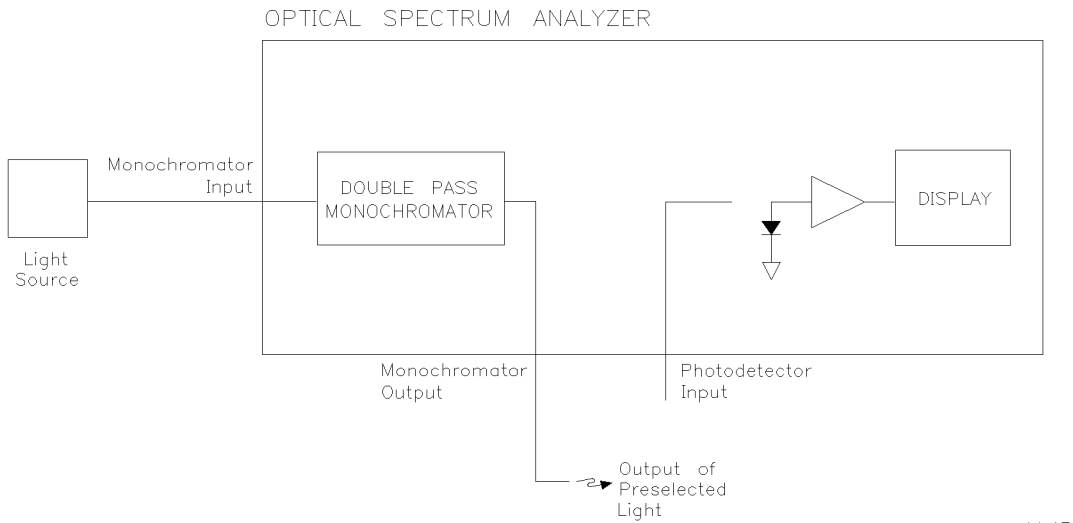 OPTICAL SPECTRUM ANALYZER
Monochromator
Input
DOUBLE PASS
MONOCHROMATOR
DISPLAY
Light
Source
Monochromator
Output
Photodetector
Input
Output of
Preselected
Light